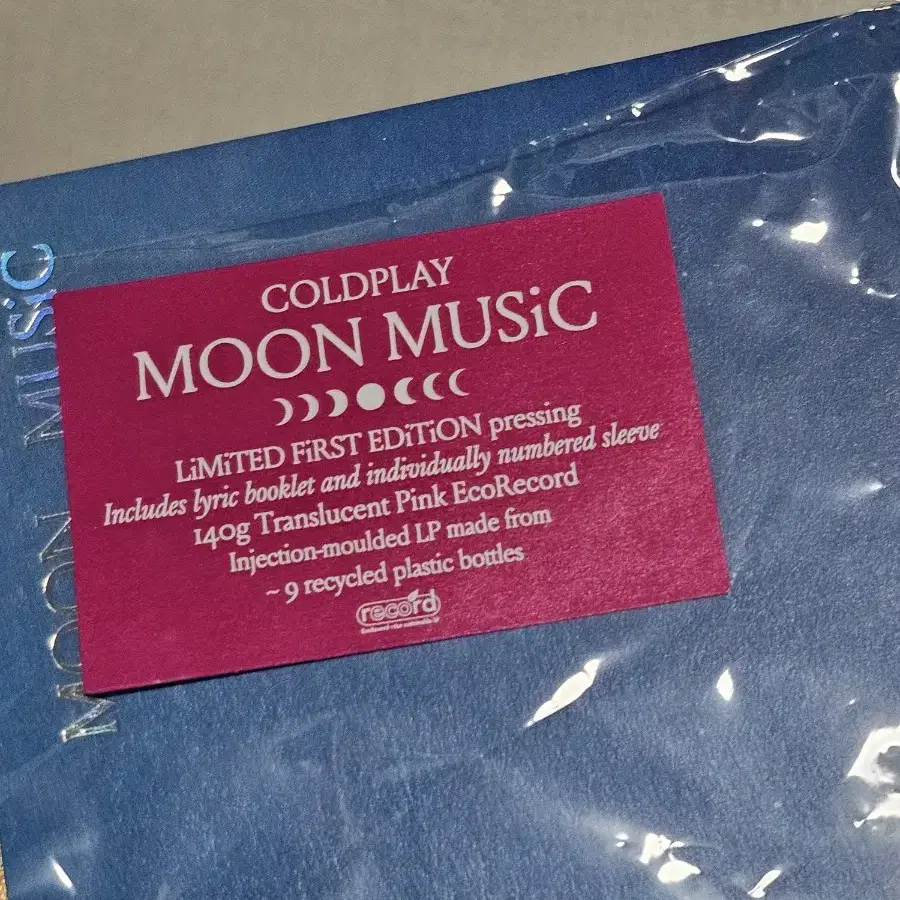 COLDPLAY
MOON MUSiC
LiMiTED FiRST EDiTiON pressing
Includes lyric booklet and individually numbered sleeve
140g Translucent Pink EcoRecord
Injection-moulded LP made from
~ 9 recycled plastic bottles
record
MOON MUSiC